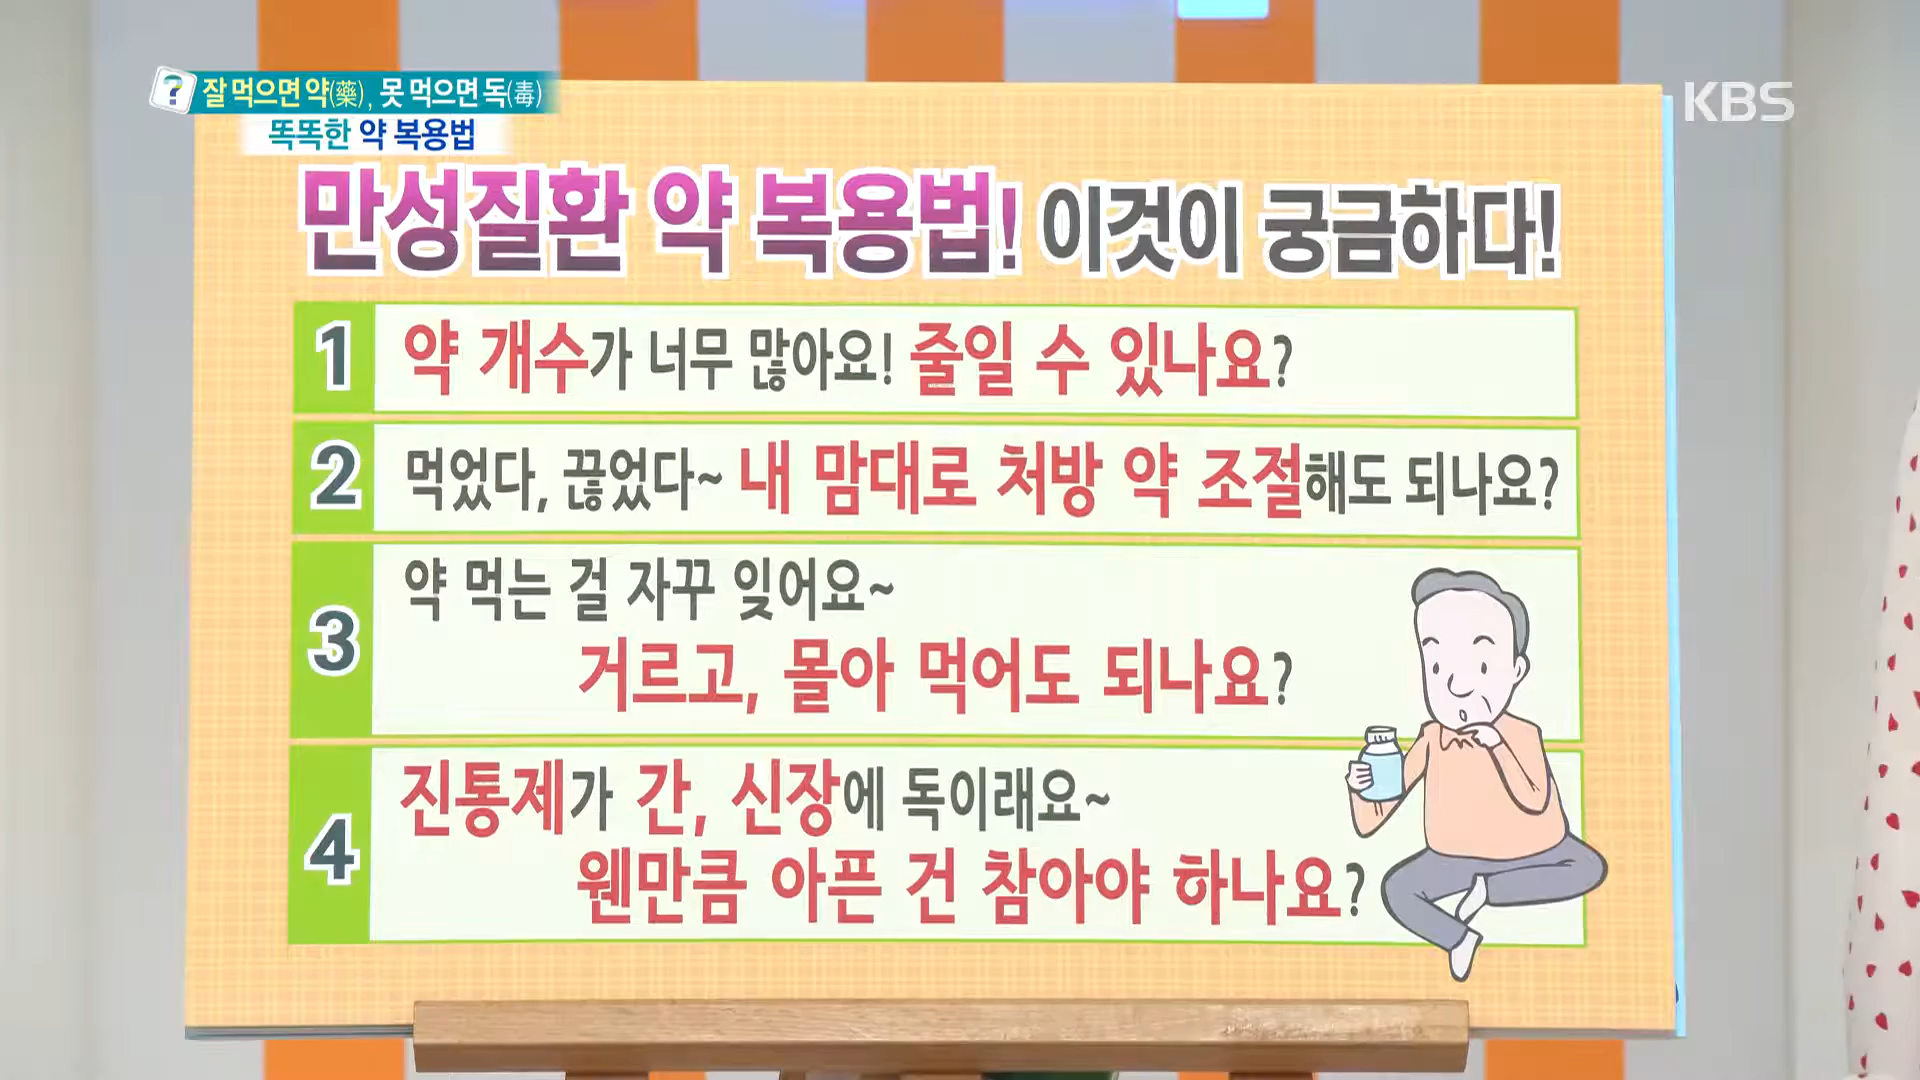 잘 먹으면 약(藥), 못 먹으면 독(毒)
똑똑한 약 복용법
KBS
만성질환 약 복용법! 이것이 궁금하다!
1 약 개수가 너무 많아요! 줄일 수 있나요?
2 먹었다, 끊었다~ 내 맘대로 처방 약 조절해도 되나요?
3 약 먹는 걸 자꾸 잊어요~
거르고, 몰아 먹어도 되나요?
4 진통제가 간, 신장에 독이래요~
웬만큼 아픈 건 참아야 하나요?